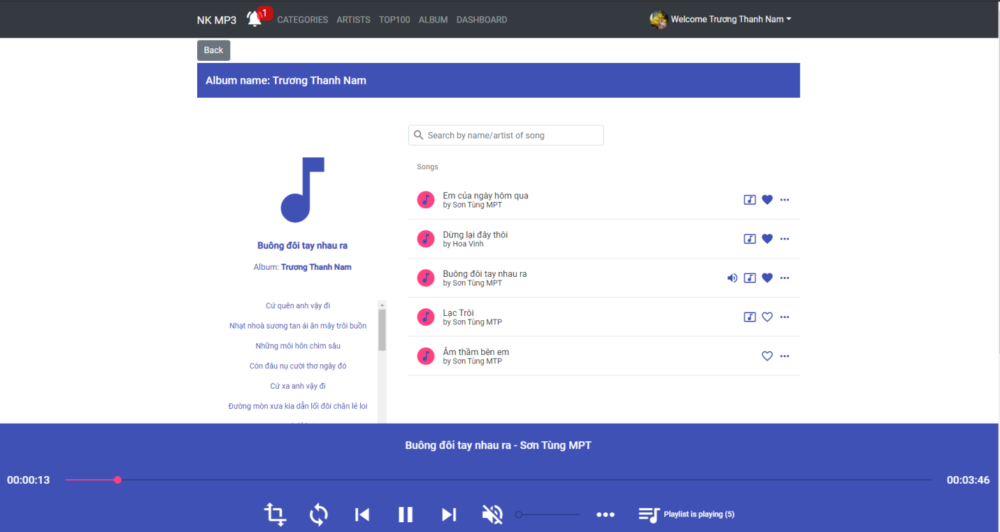 NK MP3 1 CATEGORIES ARTISTS TOP100 ALBUM DASHBOARD Welcome Trương Thanh Nam
Back
Album name: Trương Thanh Nam
Search by name/artist of song
Songs
Em của ngày hôm qua
by Sơn Tùng MPT
Dừng lại đây thôi
by Hoa Vinh
Buông đôi tay nhau ra
by Sơn Tùng MPT
Lạc Trôi
by Sơn Tùng MTP
Âm thầm bên em
by Sơn Tùng MTP
Buông đôi tay nhau ra
Album: Trương Thanh Nam
Cứ quên anh vậy đi
Nhạt nhoà sương tan ái ân mây trôi buồn
Những môi hôn chìm sâu
Còn đâu nụ cười thơ ngây đó
Cứ xa anh vậy đi
Đường mòn xưa kia dẫn lối đôi chân lẻ loi
Buông đôi tay nhau ra - Sơn Tùng MPT
00:00:13
00:03:46
Playlist is playing (5)